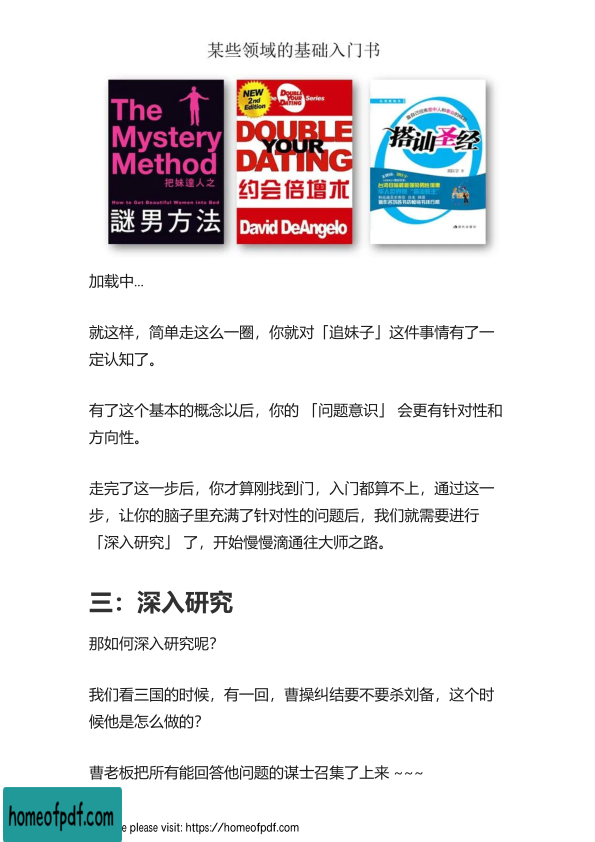 某些领域的基础入门书
The
Mystery
Method
把妹達人之
How to Get Beautiful Women into Bed
謎男方法
NEW
2nd
Edition
DOUBLE
YOUR
DATING
Series
DOUBLE
YOUR
DATING
约会倍增术
David DeAngelo
搭讪圣经
加载中...
就这样，简单走这么一圈，你就对「追妹子」这件事情有了一
定认知了。
有了这个基本的概念以后，你的 「问题意识」 会更有针对性和
方向性。
走完了这一步后，你才算刚找到门，入门都算不上，通过这一
步，让你的脑子里充满了针对性的问题后，我们就需要进行
「深入研究」 了，开始慢慢滴通往大师之路。
三：深入研究
那如何深入研究呢？
我们看三国的时候，有一回，曹操纠结要不要杀刘备，这个时
候他是怎么做的？
曹老板把所有能回答他问题的谋士召集了上来 ~~~
homeofpdf.com
e please visit: https://homeofpdf.com